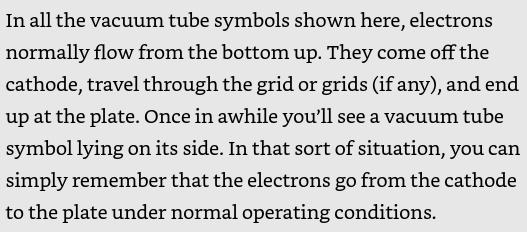 In all the vacuum tube symbols shown here, electrons
normally flow from the bottom up. They come off the
cathode, travel through the grid or grids (if any), and end
up at the plate. Once in awhile you’ll see a vacuum tube
symbol lying on its side. In that sort of situation, you can
simply remember that the electrons go from the cathode
to the plate under normal operating conditions.